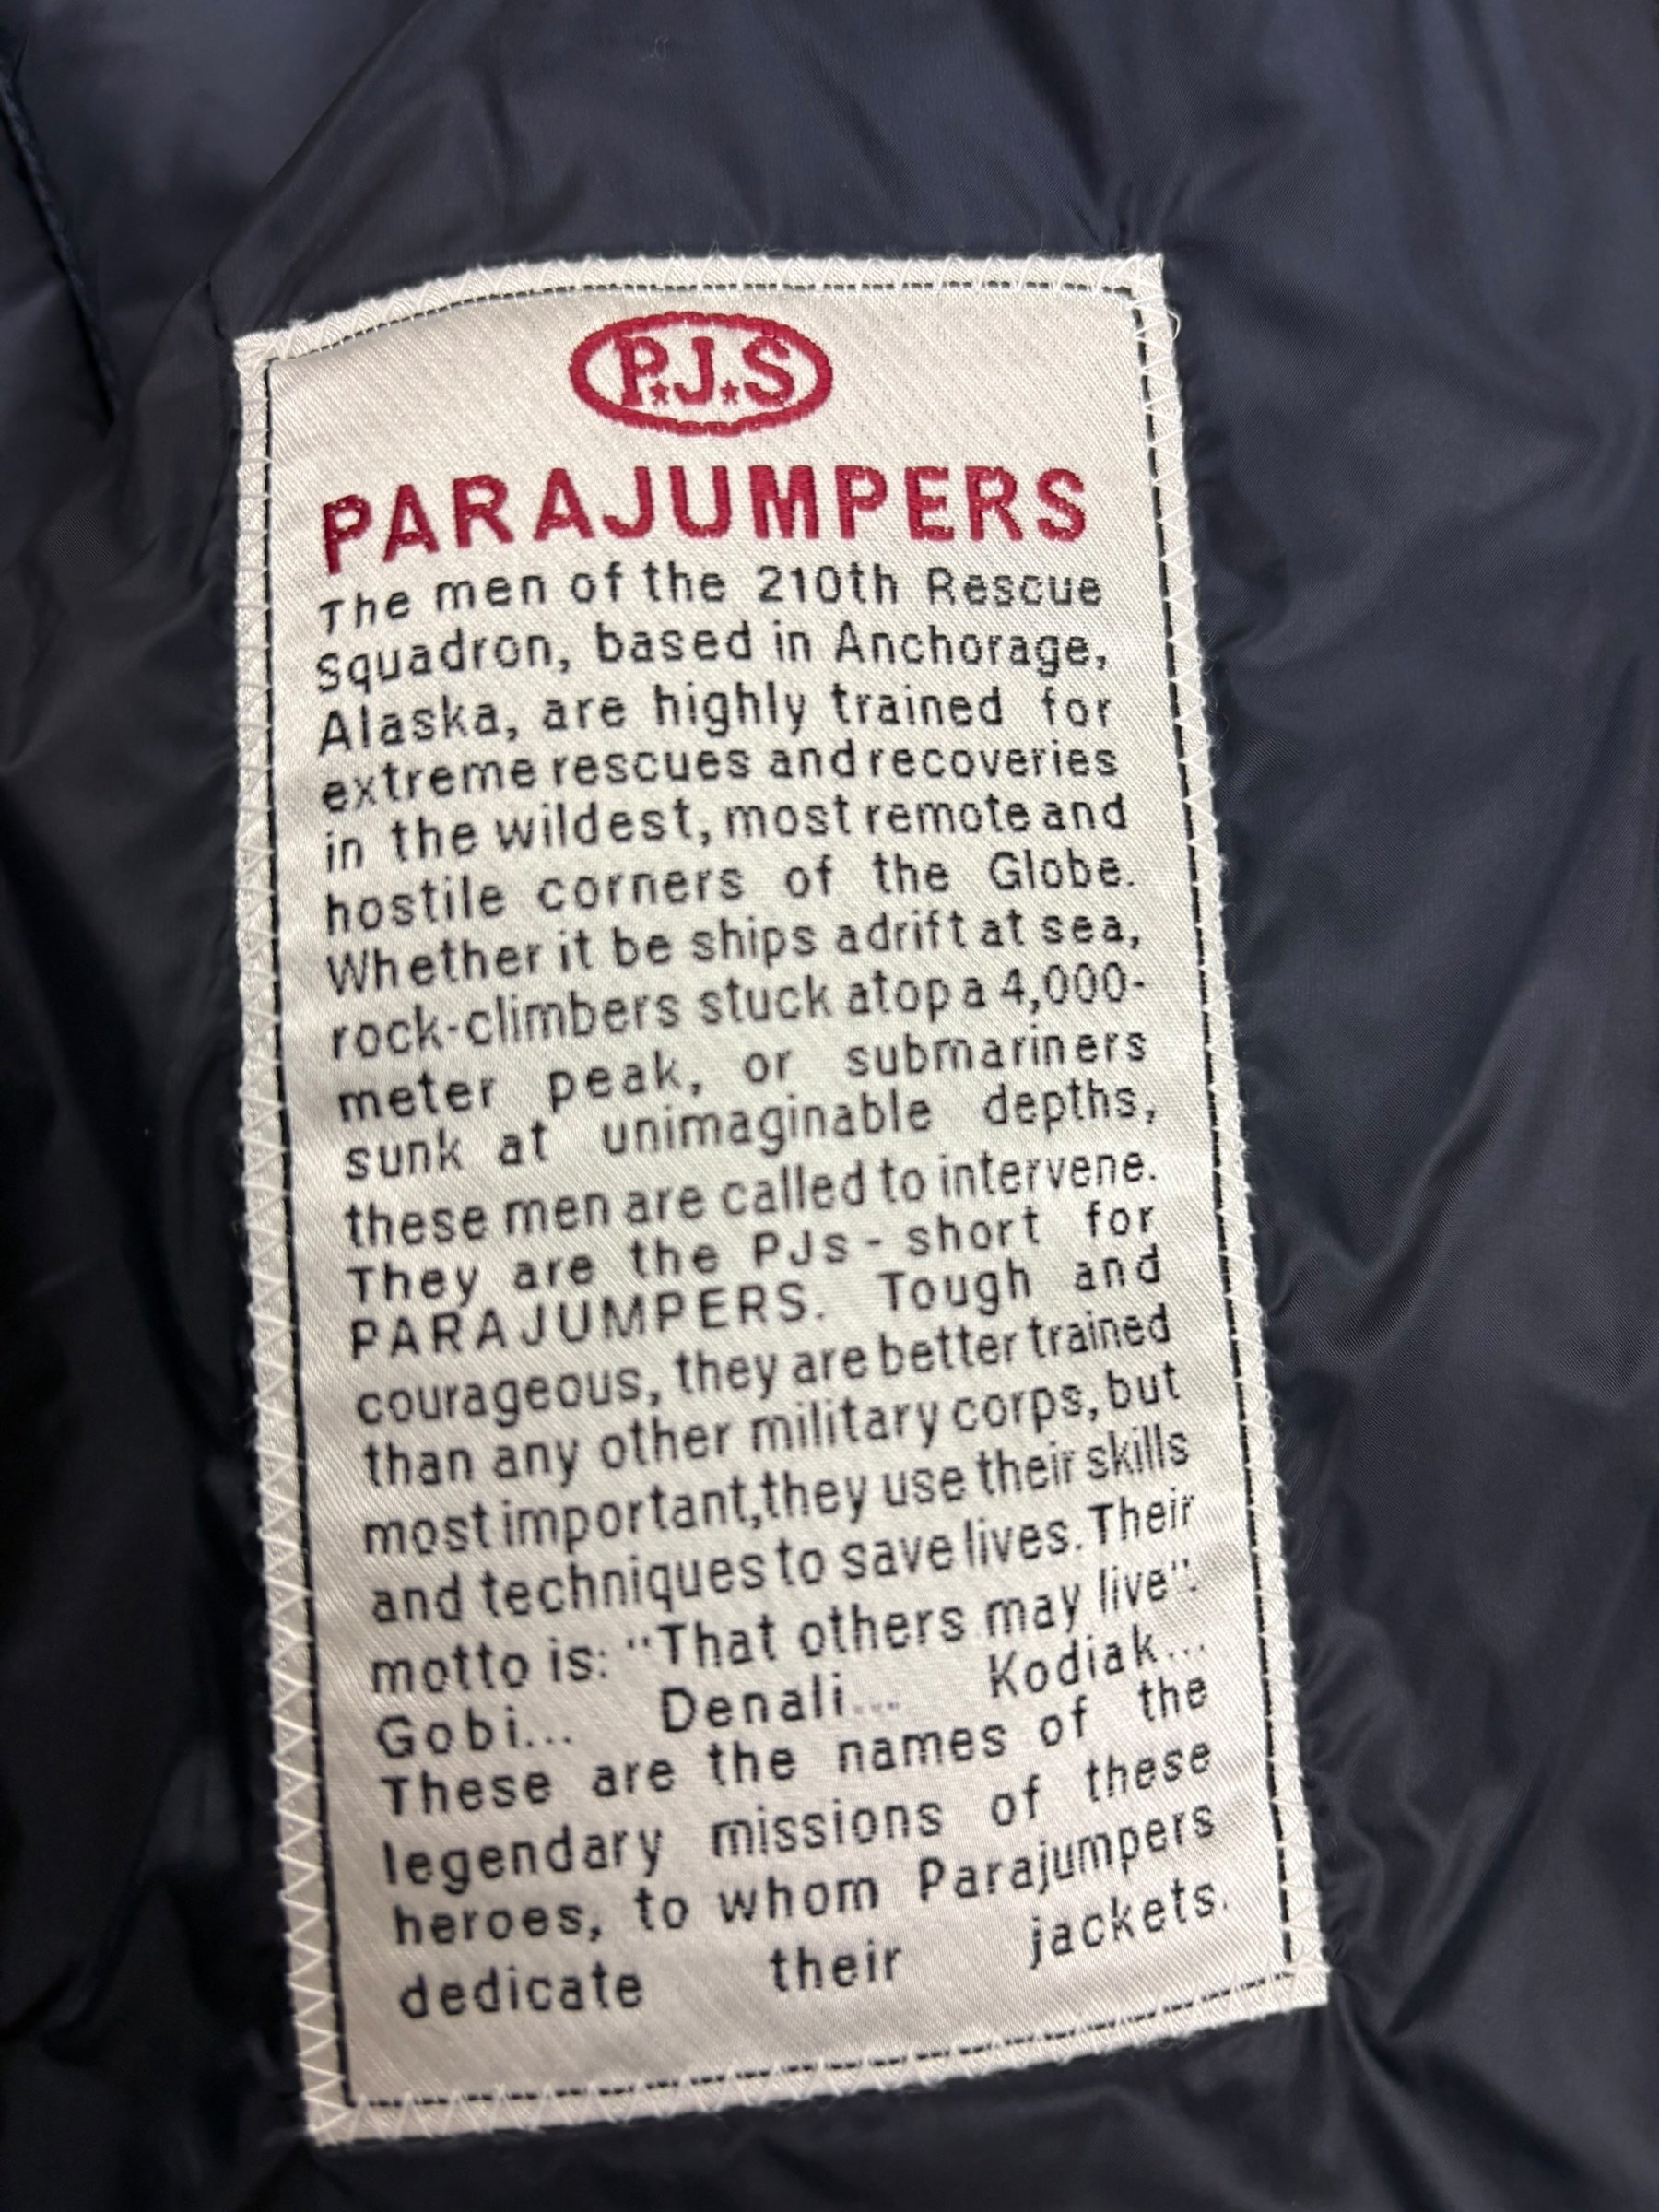 P.J.S
PARAJUMPERS
The men of the 210th Rescue
Squadron, based in Anchorage,
Alaska, are highly trained for
extreme rescues and recoveries
in the wildest, most remote and
hostile corners of the Globe.
Whether it be ships adrift at sea,
rock-climbers stuck atop a 4,000-
meter peak, or submariners
sunk at unimaginable depths,
these men are called to intervene.
They are the PJs - short for
PARAJUMPERS. Tough and
courageous, they are better trained
than any other military corps, but
most important,they use their skills
and techniques to save lives. Their
motto is: "That others may live".
Gobi... Denali... Kodiak...
These are the names of the
legendary missions of these
heroes, to whom Parajumpers
dedicate their jackets.